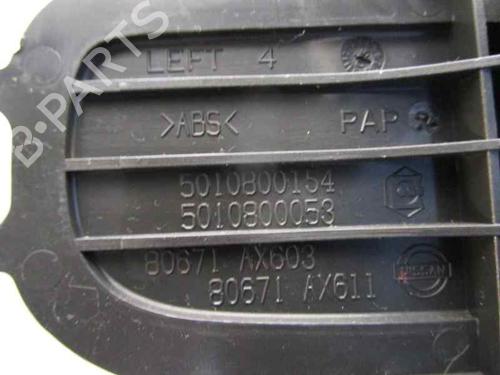 LEFT 4
>ABS< PAP
5010800154
5010800053
80671 AX603
80671 AX611
NISSAN
B-PARTS